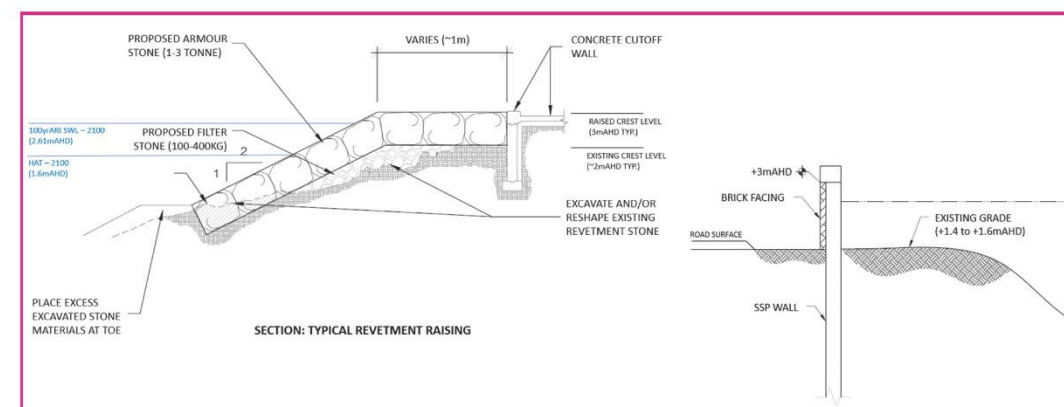 PROPOSED ARMOUR
STONE (1-3 TONNE)
VARIES (~1m)
CONCRETE CUTOFF
WALL
100yrARI SWL – 2100
(2.61mAHD)
PROPOSED FILTER
STONE (100-400KG)
RAISED CREST LEVEL
(3mAHD TYP.)
HAT – 2100
(1.6mAHD)
2
1
EXISTING CREST LEVEL
(~2mAHD TYP.)
EXCAVATE AND/OR
RESHAPE EXISTING
REVETMENT STONE
PLACE EXCESS
EXCAVATED STONE
MATERIALS AT TOE
SECTION: TYPICAL REVETMENT RAISING
+3mAHD
BRICK FACING
ROAD SURFACE
EXISTING GRADE
(+1.4 to +1.6mAHD)
SSP WALL